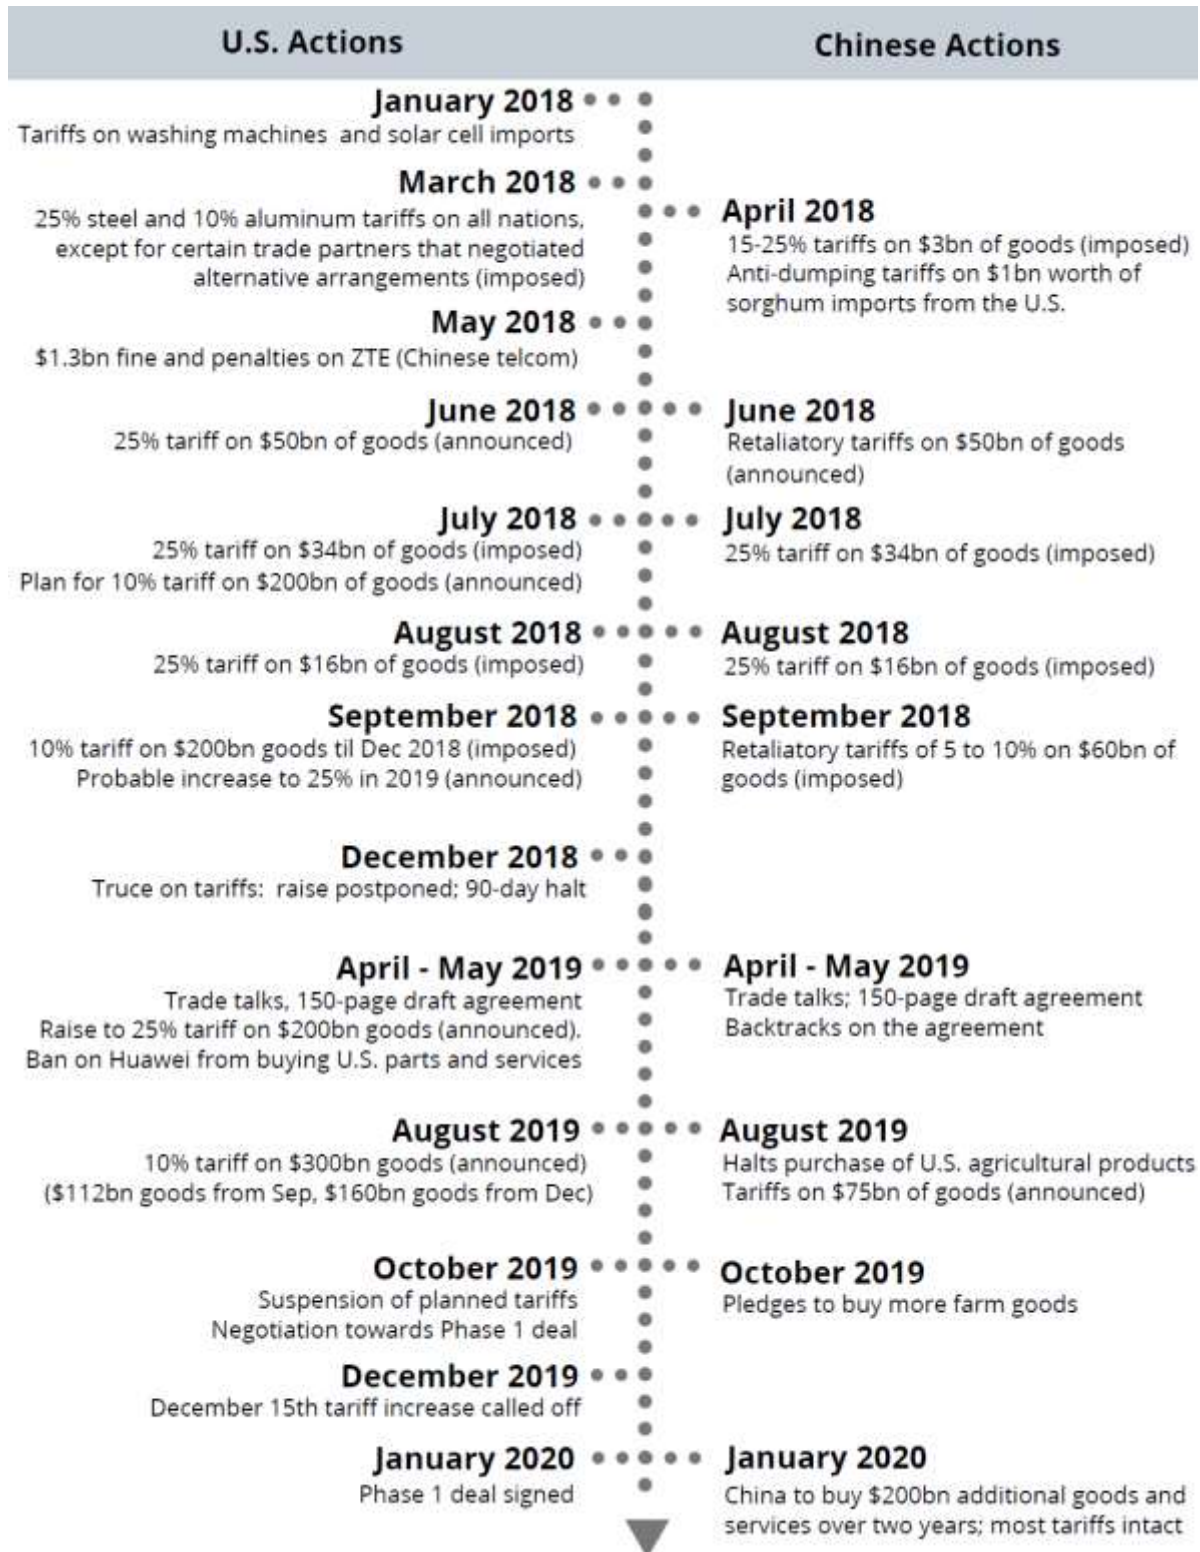 U.S. Actions
Chinese Actions
January 2018
Tariffs on washing machines and solar cell imports
March 2018
25% steel and 10% aluminum tariffs on all nations,
except for certain trade partners that negotiated
alternative arrangements (imposed)
April 2018
15-25% tariffs on $3bn of goods (imposed)
Anti-dumping tariffs on $1bn worth of
sorghum imports from the U.S.
May 2018
$1.3bn fine and penalties on ZTE (Chinese telcom)
June 2018
25% tariff on $50bn of goods (announced)
June 2018
Retaliatory tariffs on $50bn of goods
(announced)
July 2018
25% tariff on $34bn of goods (imposed)
Plan for 10% tariff on $200bn of goods (announced)
July 2018
25% tariff on $34bn of goods (imposed)
August 2018
25% tariff on $16bn of goods (imposed)
August 2018
25% tariff on $16bn of goods (imposed)
September 2018
10% tariff on $200bn goods til Dec 2018 (imposed)
Probable increase to 25% in 2019 (announced)
September 2018
Retaliatory tariffs of 5 to 10% on $60bn of
goods (imposed)
December 2018
Truce on tariffs: raise postponed; 90-day halt
April - May 2019
Trade talks, 150-page draft agreement
Raise to 25% tariff on $200bn goods (announced).
Ban on Huawei from buying U.S. parts and services
April - May 2019
Trade talks; 150-page draft agreement
Backtracks on the agreement
August 2019
10% tariff on $300bn goods (announced)
($112bn goods from Sep, $160bn goods from Dec)
August 2019
Halts purchase of U.S. agricultural products
Tariffs on $75bn of goods (announced)
October 2019
Suspension of planned tariffs
Negotiation towards Phase 1 deal
October 2019
Pledges to buy more farm goods
December 2019
December 15th tariff increase called off
January 2020
Phase 1 deal signed
January 2020
China to buy $200bn additional goods and
services over two years; most tariffs intact